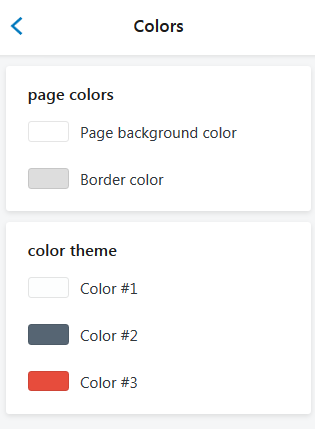 Colors
page colors
Page background color
Border color
color theme
Color #1
Color #2
Color #3